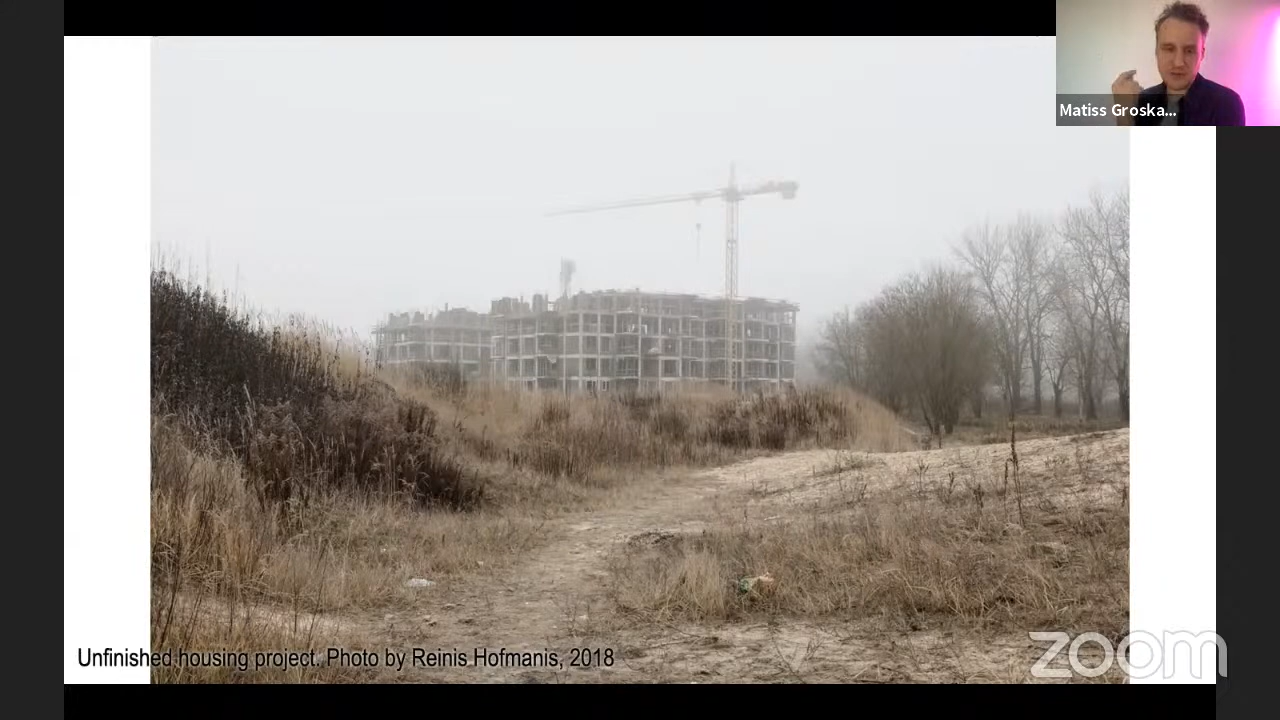 Matiss Groska...
Unfinished housing project. Photo by Reinis Hofmanis, 2018
zoom